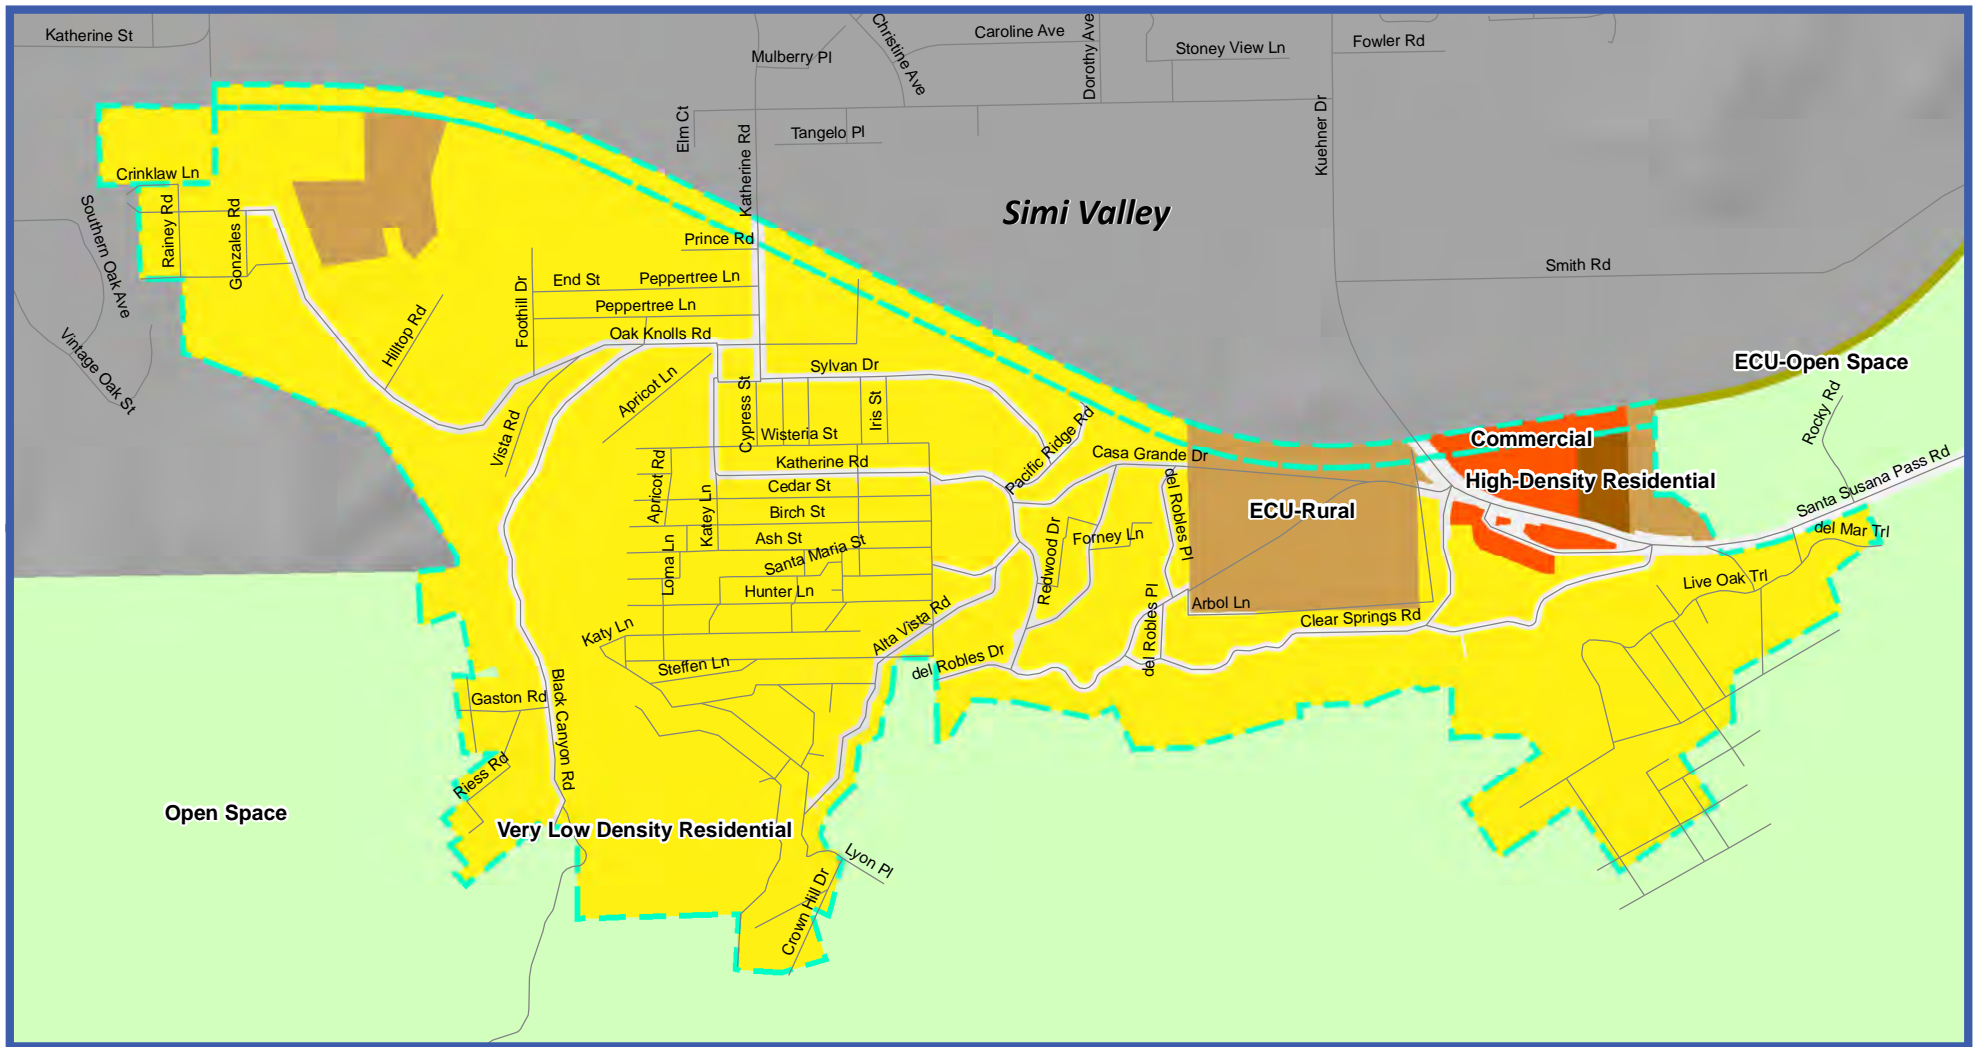 Katherine St
Mulberry Pl
Christine Ave
Caroline Ave
Dorothy Ave
Stoney View Ln
Fowler Rd
Elm Ct
Tangelo Pl
Katherine Rd
Kuehner Dr
Crinklaw Ln
Southern Oak Ave
Rainey Rd
Gonzales Rd
Simi Valley
Prince Rd
Smith Rd
End St
Peppertree Ln
Foothill Dr
Peppertree Ln
Oak Knolls Rd
Hilltop Rd
Vintage Oak St
Sylvan Dr
ECU-Open Space
Apricot Ln
Cypress St
Iris St
Rocky Rd
Vista Rd
Wisteria St
Pacific Ridge Rd
Commercial
Casa Grande Dr
Apricot Rd
Katherine Rd
High-Density Residential
Cedar St
del Robles Pl
Santa Susana Pass Rd
Katey Ln
Birch St
ECU-Rural
Ash St
Redwood Dr
Forney Ln
del Mar Trl
Loma Ln
Santa Maria St
Live Oak Trl
Hunter Ln
Arbol Ln
Katy Ln
Alta Vista Rd
del Robles Pl
Clear Springs Rd
Steffen Ln
del Robles Dr
Gaston Rd
Black Canyon Rd
Riess Rd
Open Space
Very Low Density Residential
Lyon Pl
Crown Hill Dr